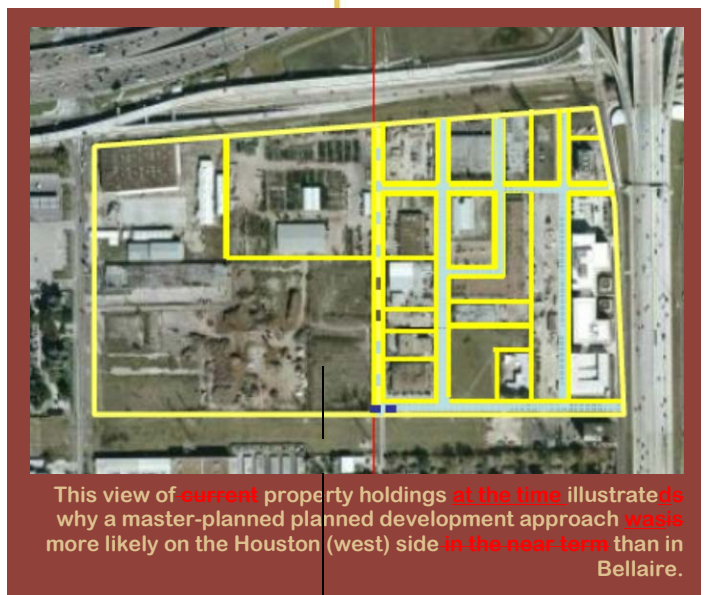 This view of current property holdings at the time illustrateds
why a master-planned planned development approach wasis
more likely on the Houston (west) side in the near term than in
Bellaire.